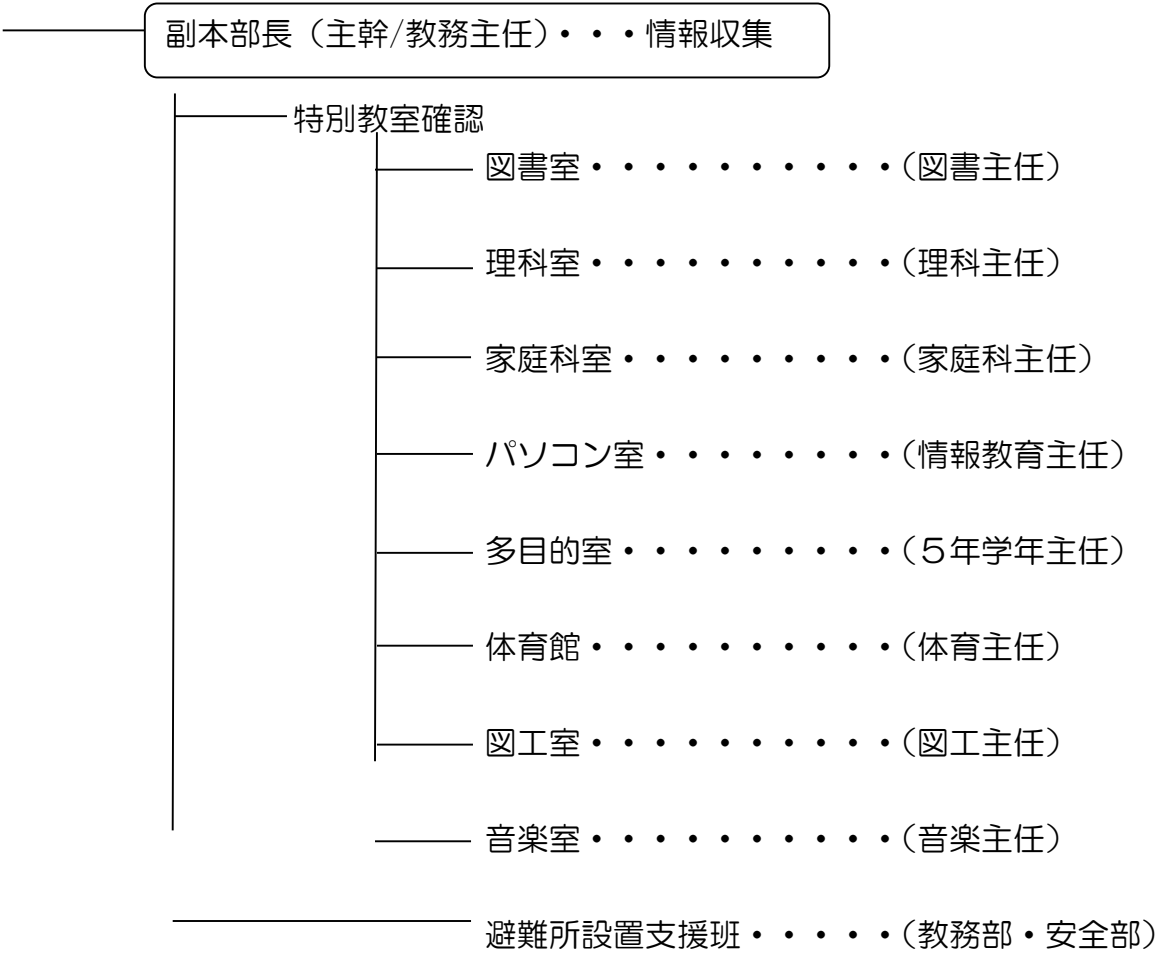 副本部長（主幹/教務主任）・・・情報収集
特別教室確認
図書室・・・・・・・・・・（図書主任）
理科室・・・・・・・・・・（理科主任）
家庭科室・・・・・・・・・（家庭科主任）
パソコン室・・・・・・・・（情報教育主任）
多目的室・・・・・・・・・（５年学年主任）
体育館・・・・・・・・・・（体育主任）
図工室・・・・・・・・・・（図工主任）
音楽室・・・・・・・・・・（音楽主任）
避難所設置支援班・・・・・（教務部・安全部）